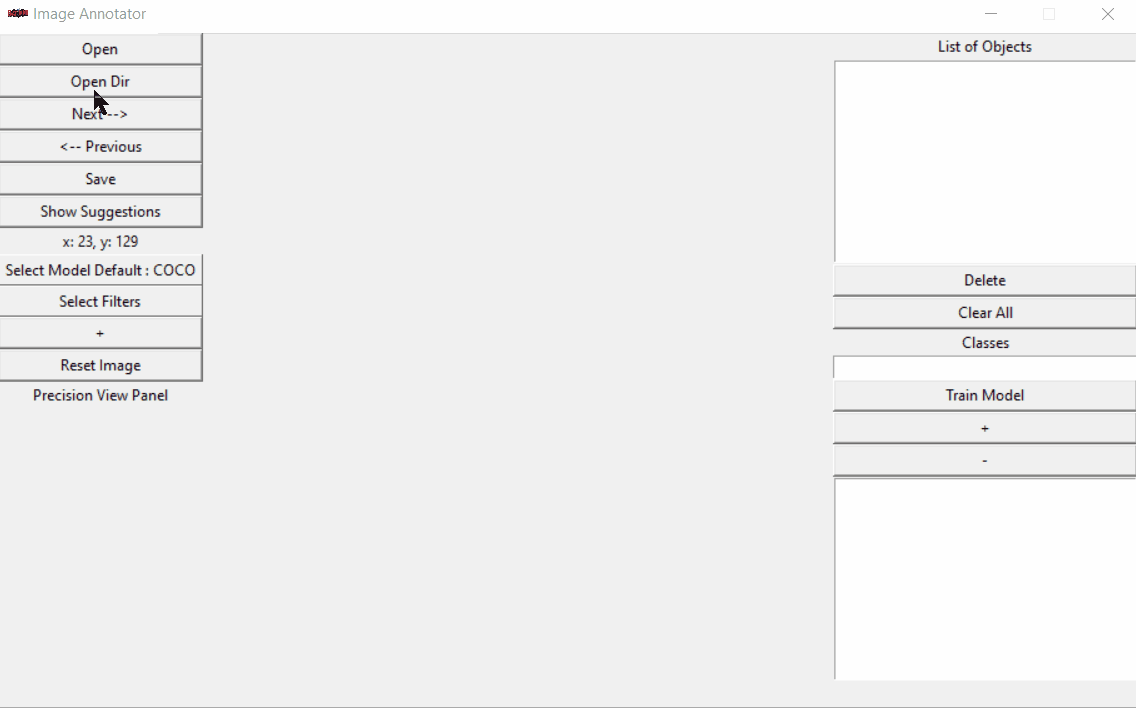 Image Annotator
Open
Open Dir
Next -->
<-- Previous
Save
Show Suggestions
x: 23, y: 129
Select Model Default : COCO
Select Filters
+
Reset Image
Precision View Panel
List of Objects
Delete
Clear All
Classes
Train Model
+
-